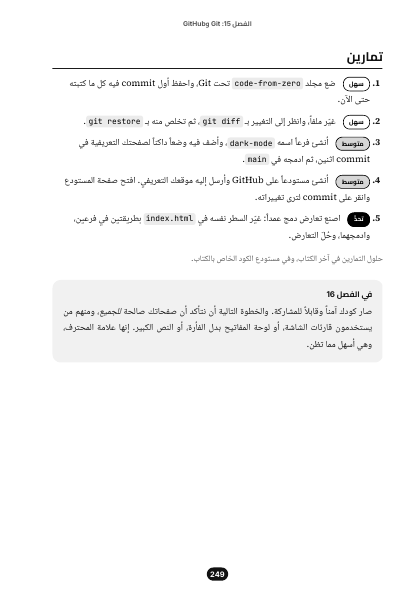 الفصل 15: Git وGitHub
تمارين
1. سهل ضع مجلد code-from-zero تحت Git، واحفظ أول commit فيه كل ما كتبته
حتى الآن.
2. سهل غيّر ملفاً، وانظر إلى التغيير بـ git diff، ثم تخلص منه بـ git restore.
3. متوسط أنشئ فرعاً اسمه dark-mode، وأضف فيه وضعاً داكناً لصفحتك التعريفية في
commit اثنين، ثم ادمجه في main.
4. متوسط أنشئ مستودعاً على GitHub وأرسل إليه موقعك التعريفي. افتح صفحة المستودع
وانقر على commit لترى تغييراته.
5. تحدٍّ اصنع تعارض دمج عمداً: غيّر السطر نفسه في index.html بطريقتين في فرعين،
وادمجهما، وحُلّ التعارض.
حلول التمارين في آخر الكتاب، وفي مستودع الكود الخاص بالكتاب.
في الفصل 16
صار كودك آمناً وقابلاً للمشاركة. والخطوة التالية أن نتأكد أن صفحاتك صالحة للجميع، ومنهم من
يستخدمون قارئات الشاشة، أو لوحة المفاتيح بدل الفأرة، أو النص الكبير. إنها علامة المحترف،
وهي أسهل مما تظن.
249